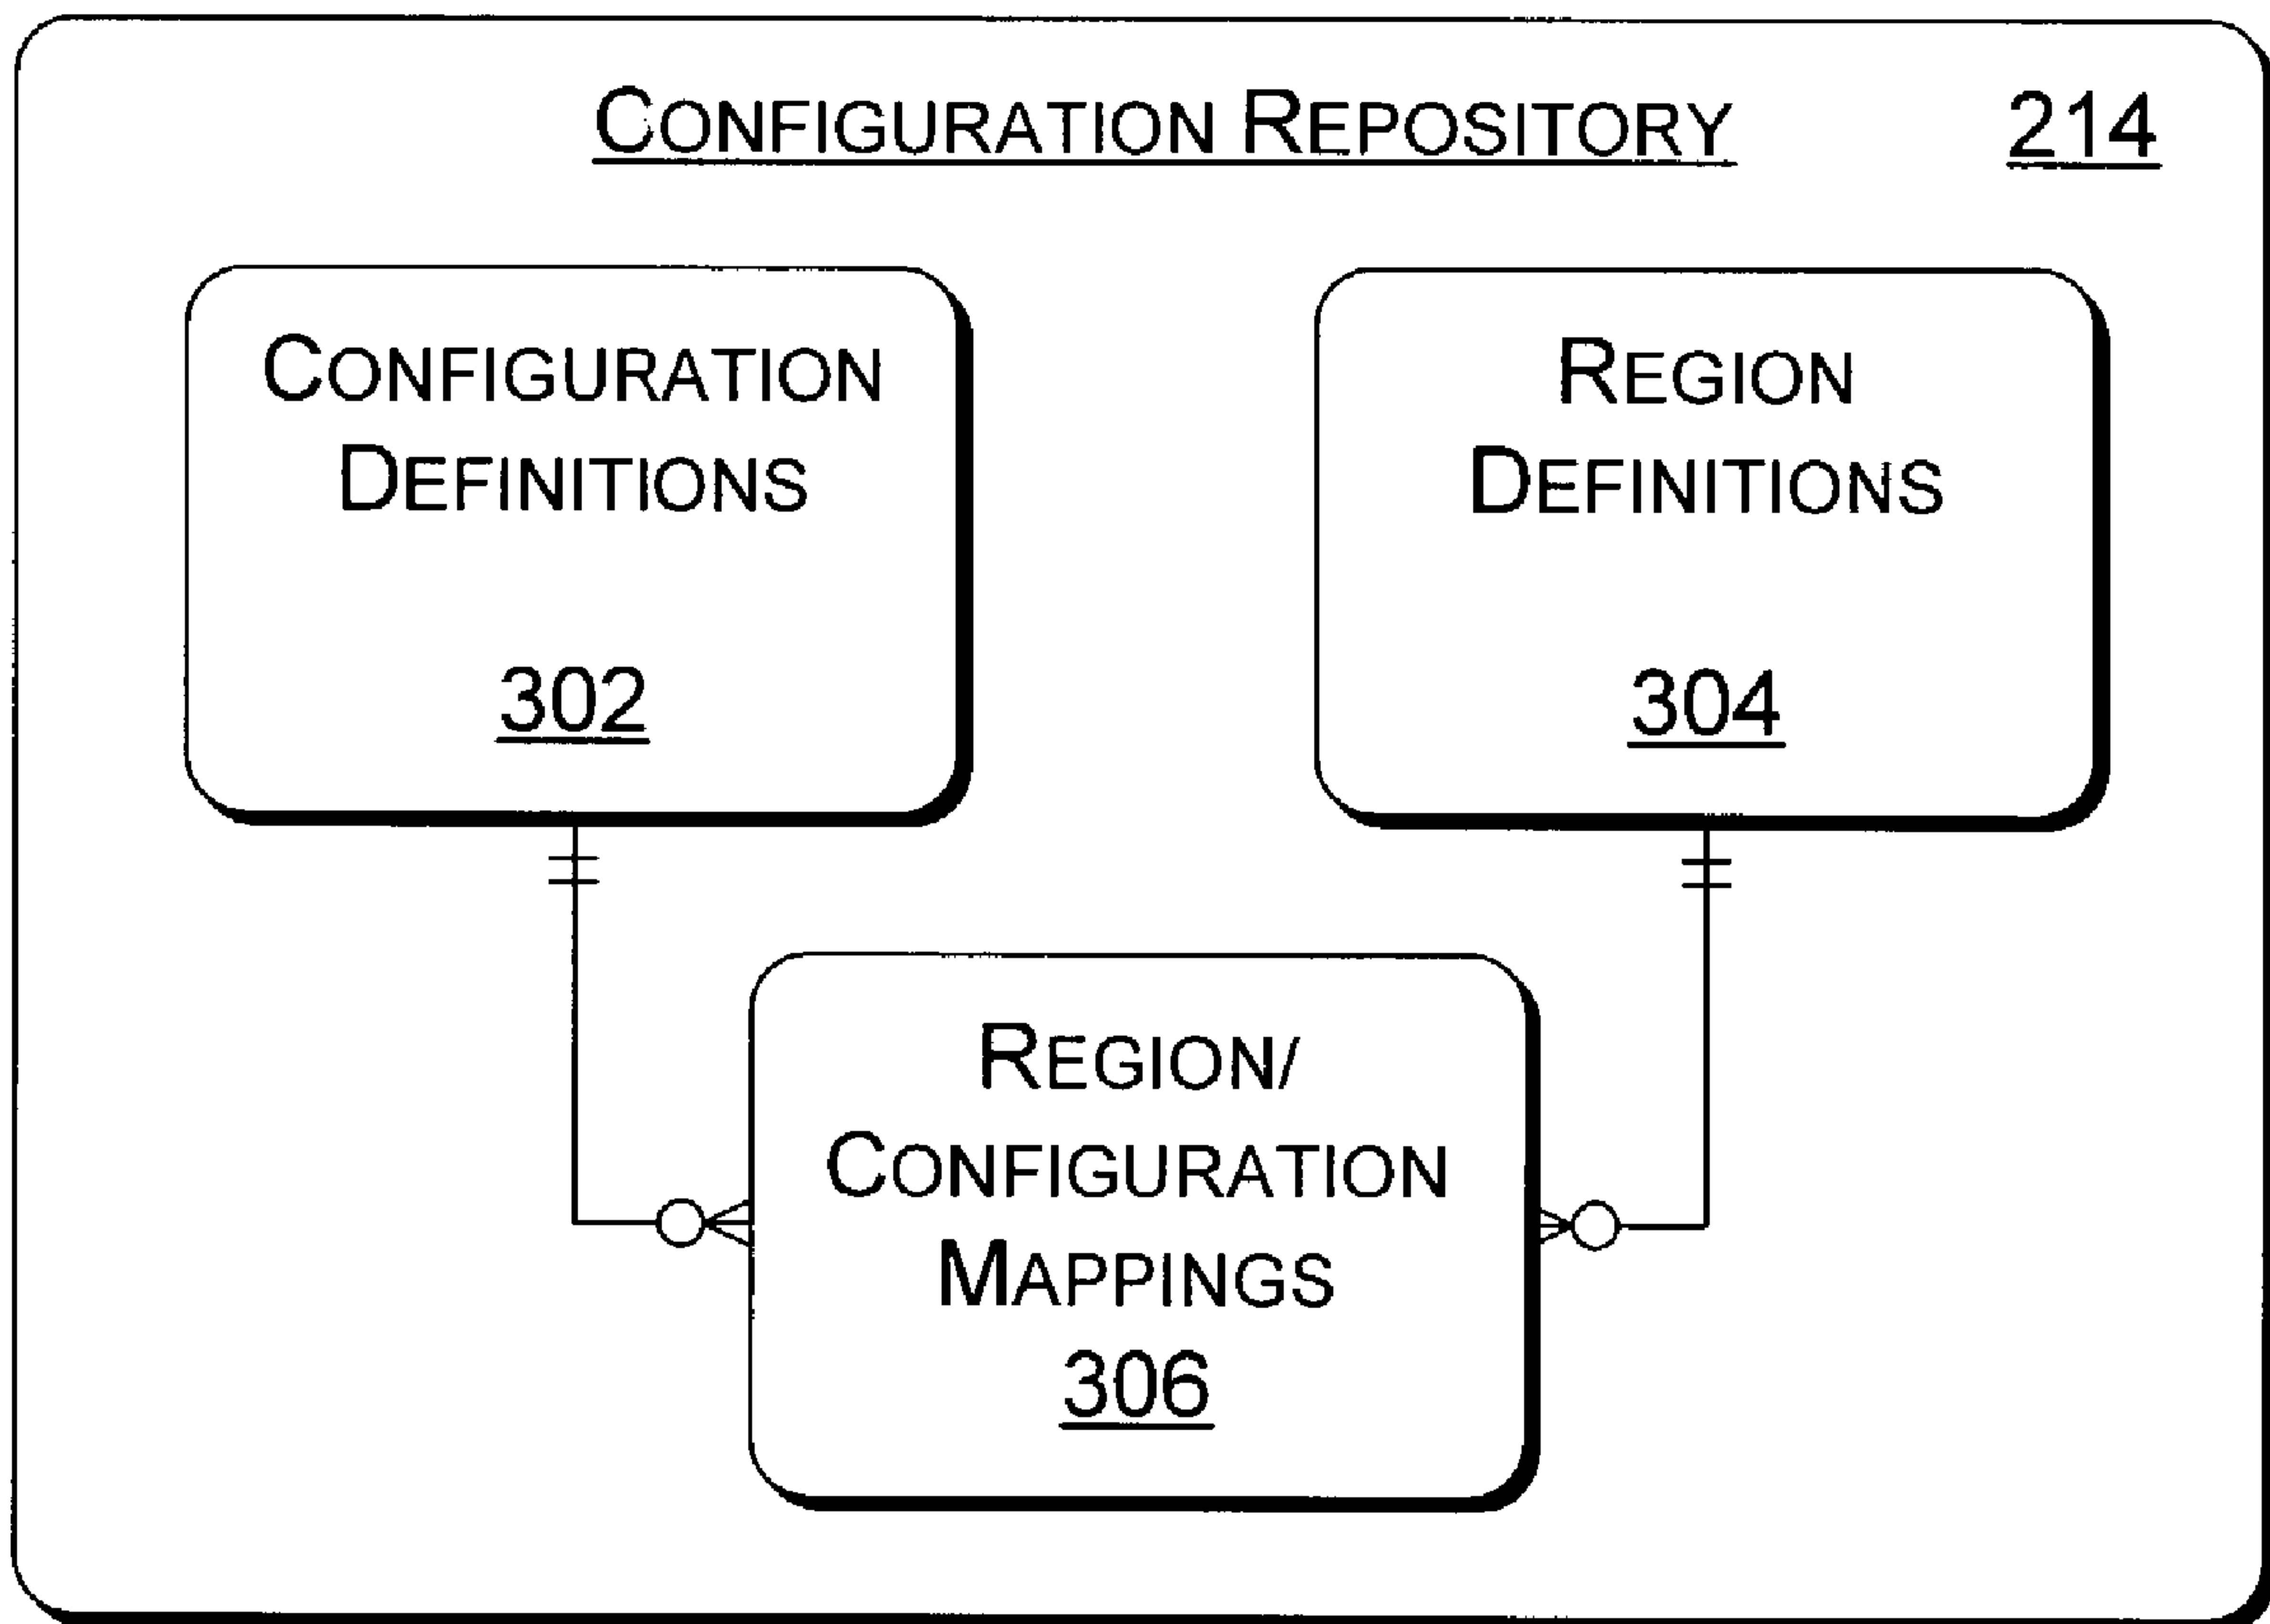 CONFIGURATION REPOSITORY 214
CONFIGURATION
DEFINITIONS
302
REGION
DEFINITIONS
304
REGION/
CONFIGURATION
MAPPINGS
306